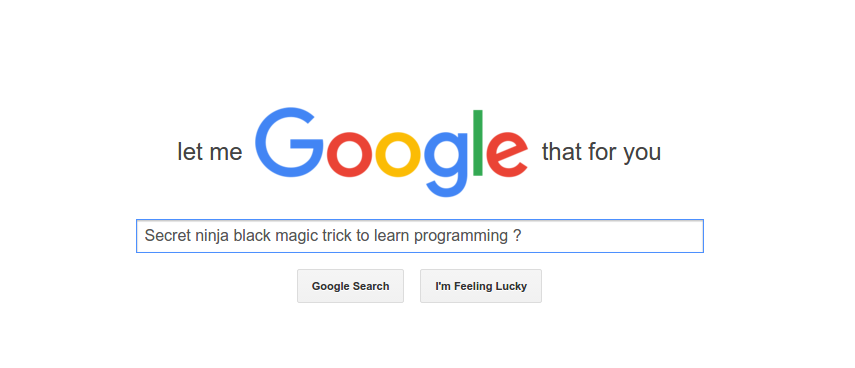 let me Google that for you
Secret ninja black magic trick to learn programming ?
Google Search I'm Feeling Lucky